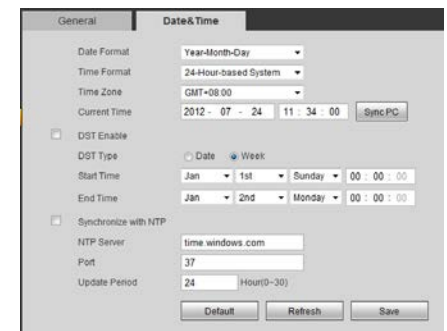 General Date&Time
Date Format Year-Month-Day
Time Format 24-Hour-based System
Time Zone GMT+08:00
Current Time 2012 - 07 - 24 11 : 34 : 00 Sync PC
DST Enable
DST Type Date Week
Start Time Jan 1st Sunday 00 : 00 : 00
End Time Jan 2nd Monday 00 : 00 : 00
Synchronize with NTP
NTP Server time.windows.com
Port 37
Update Period 24 Hour(0~30)
Default Refresh Save